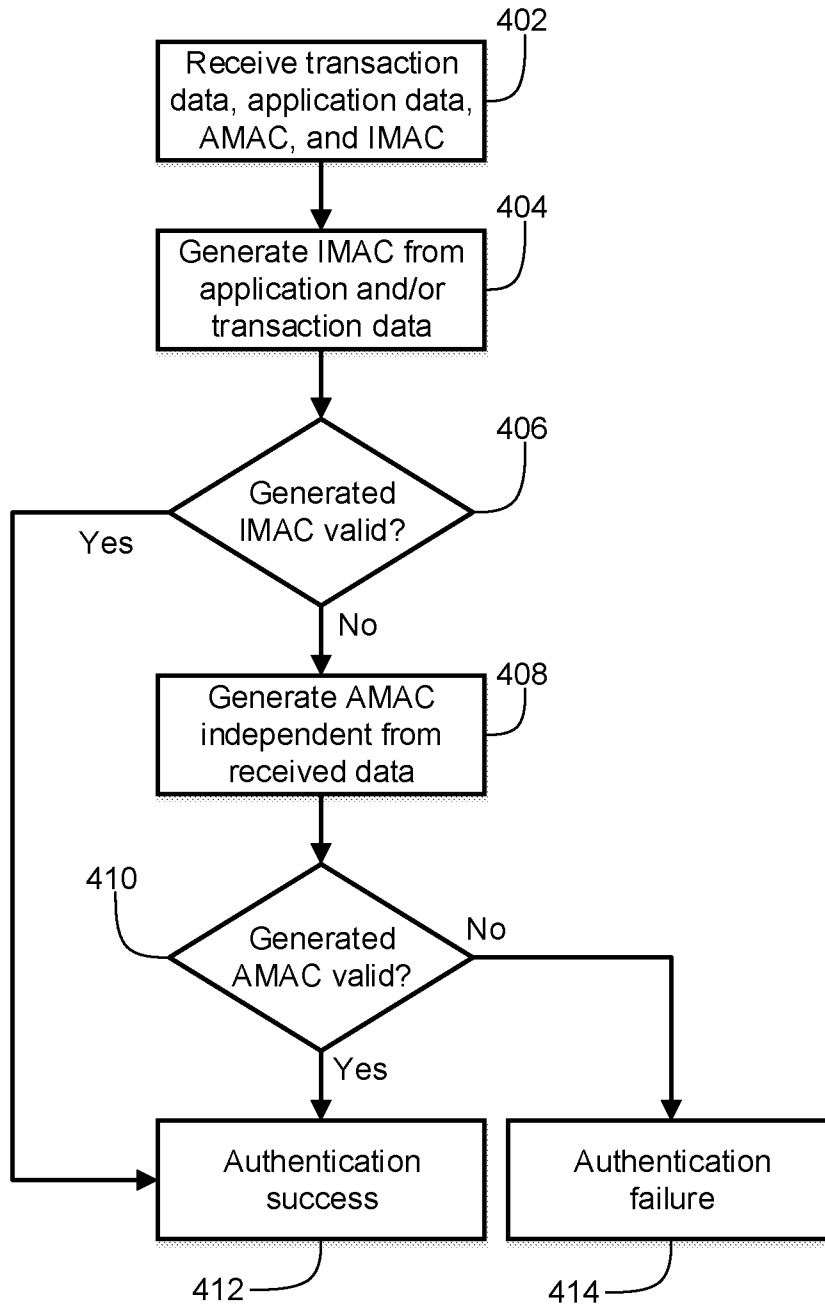 402
Receive transaction
data, application data,
AMAC, and IMAC
404
Generate IMAC from
application and/or
transaction data
406
Generated
IMAC valid?
Yes
No
408
Generate AMAC
independent from
received data
410
Generated
AMAC valid?
No
Yes
Authentication
success
Authentication
failure
412
414